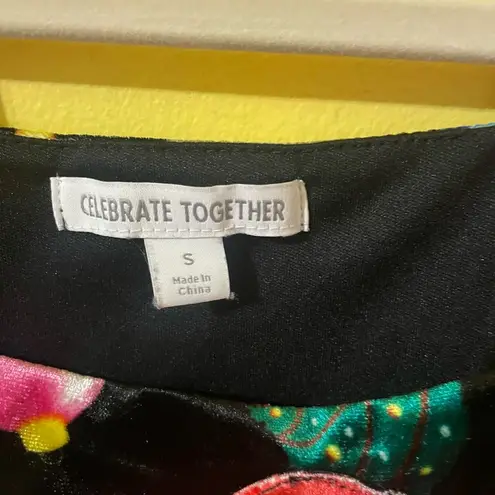 CELEBRATE TOGETHER
S
Made in
China